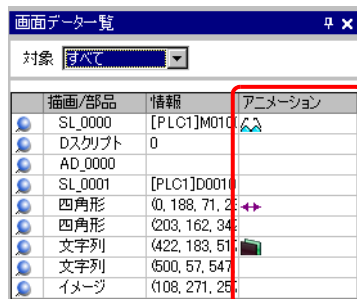 画面データ一覧
対象 すべて
描画/部品 情報 アニメーション
SL_0000 [PLC1]M010
Dスクリプト 0
AD_0000
SL_0001 [PLC1]D0010
四角形 (0, 188, 71, 2
四角形 (203, 162, 34
文字列 (422, 183, 51
文字列 (500, 57, 547
イメージ (108, 271, 25